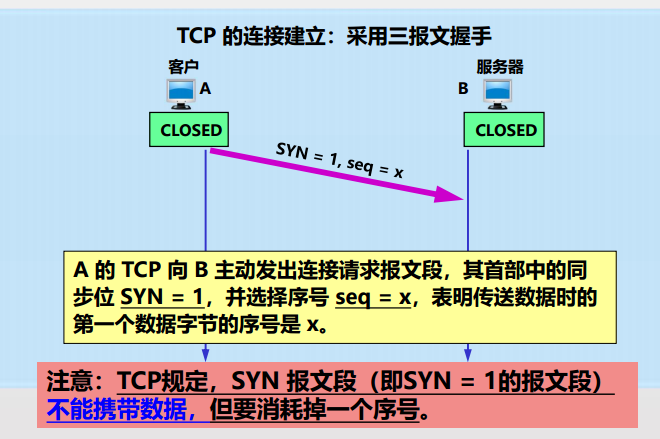 TCP 的连接建立：采用三报文握手
客户
服务器
A
B
CLOSED
CLOSED
SYN = 1, seq = x
A 的 TCP 向 B 主动发出连接请求报文段，其首部中的同
步位 SYN = 1，并选择序号 seq = x，表明传送数据时的
第一个数据字节的序号是 x。
注意：TCP规定，SYN 报文段（即SYN = 1的报文段）
不能携带数据，但要消耗掉一个序号。